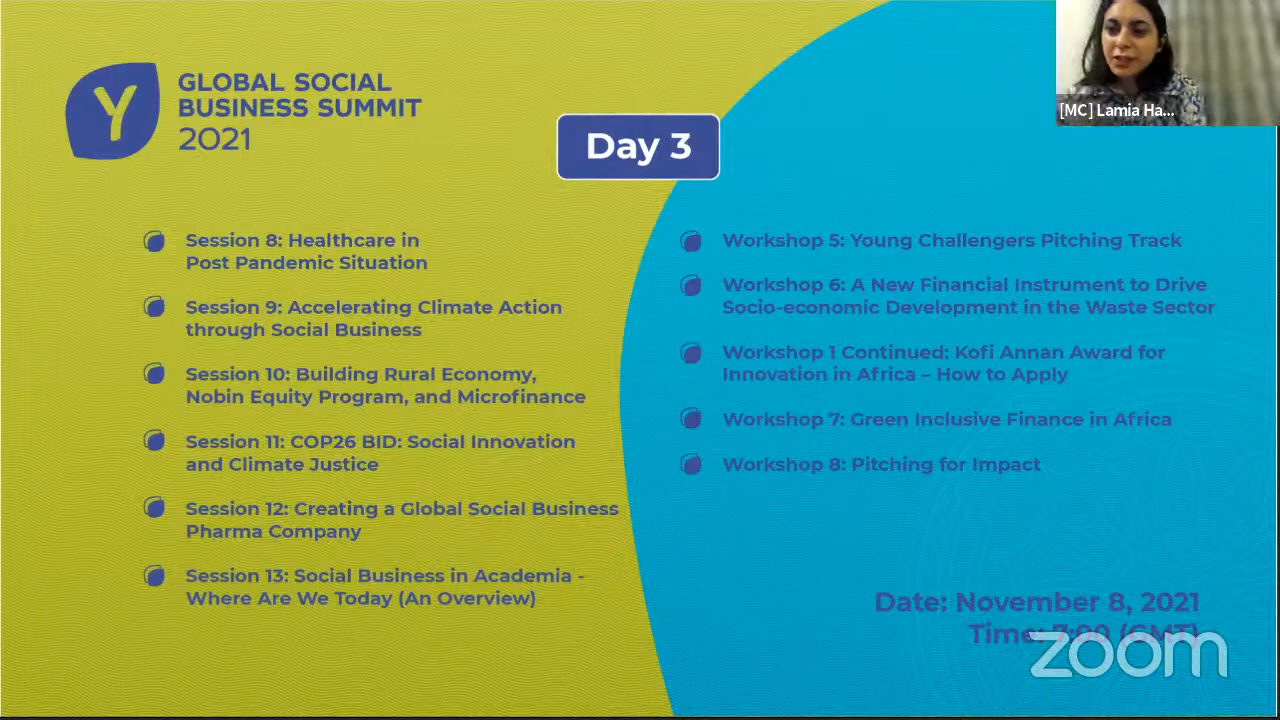 Y
GLOBAL SOCIAL
BUSINESS SUMMIT
2021
Day 3
[MC] Lamia Ha...
Session 8: Healthcare in
Post Pandemic Situation
Session 9: Accelerating Climate Action
through Social Business
Session 10: Building Rural Economy,
Nobin Equity Program, and Microfinance
Session 11: COP26 BID: Social Innovation
and Climate Justice
Session 12: Creating a Global Social Business
Pharma Company
Session 13: Social Business in Academia -
Where Are We Today (An Overview)
Workshop 5: Young Challengers Pitching Track
Workshop 6: A New Financial Instrument to Drive
Socio-economic Development in the Waste Sector
Workshop 1 Continued: Kofi Annan Award for
Innovation in Africa – How to Apply
Workshop 7: Green Inclusive Finance in Africa
Workshop 8: Pitching for Impact
Date: November 8, 2021
Time: 7:00 (GMT)
zoom